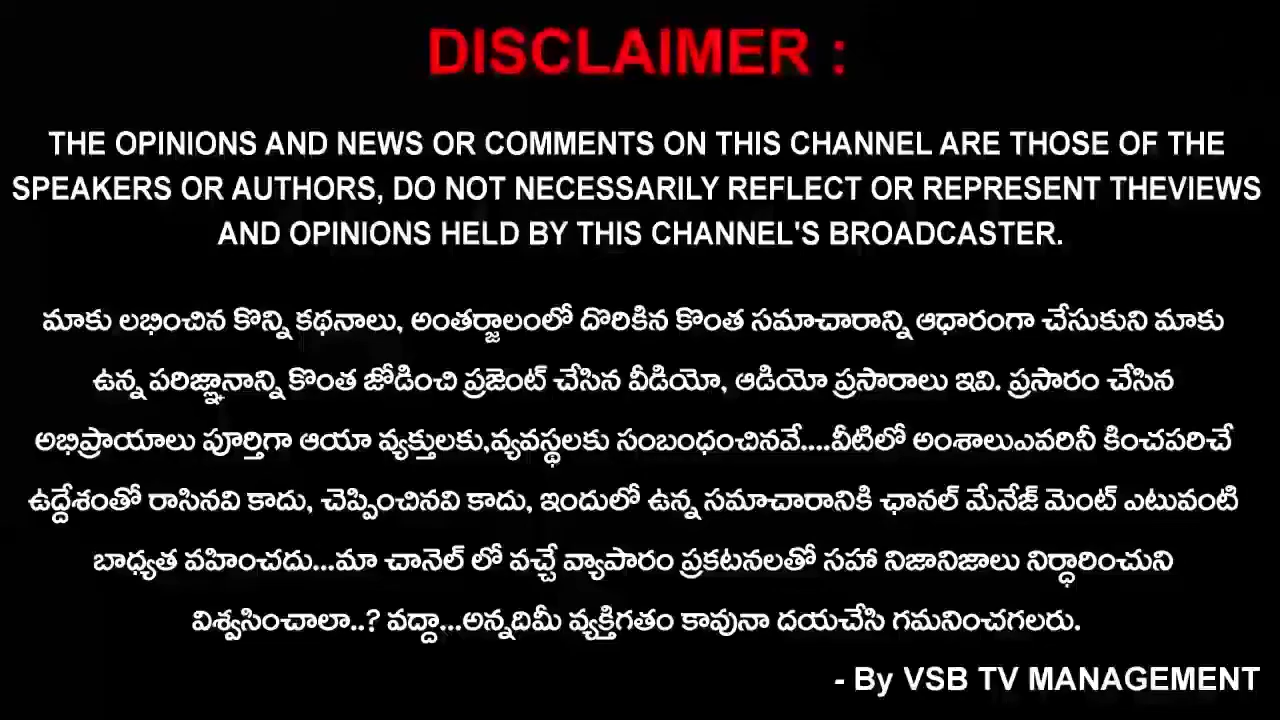 DISCLAIMER :
THE OPINIONS AND NEWS OR COMMENTS ON THIS CHANNEL ARE THOSE OF THE
SPEAKERS OR AUTHORS, DO NOT NECESSARILY REFLECT OR REPRESENT THEVIEWS
AND OPINIONS HELD BY THIS CHANNEL'S BROADCASTER.
మాకు లభించిన కొన్ని కథనాలు, అంతర్జాలంలో దొరికిన కొంత సమాచారాన్ని ఆధారంగా చేసుకుని మాకు
ఉన్న పరిజ్ఞానాన్ని కొంత జోడించి ప్రజెంట్ చేసిన వీడియో, ఆడియో ప్రసారాలు ఇవి. ప్రసారం చేసిన
అభిప్రాయాలు పూర్తిగా ఆయా వ్యక్తులకు,వ్యవస్థలకు సంబంధంచినవే....వీటిలో అంశాలుఎవరినీ కించపరిచే
ఉద్దేశంతో రాసినవి కాదు, చెప్పించినవి కాదు, ఇందులో ఉన్న సమాచారానికి ఛానల్ మేనేజ్ మెంట్ ఎటువంటి
బాధ్యత వహించదు...మా చానెల్ లో వచ్చే వ్యాపారం ప్రకటనలతో సహా నిజానిజాలు నిర్ధారించుని
విశ్వసించాలా..? వద్దా...అన్నదిమీ వ్యక్తిగతం కావునా దయచేసి గమనించగలరు.
- By VSB TV MANAGEMENT